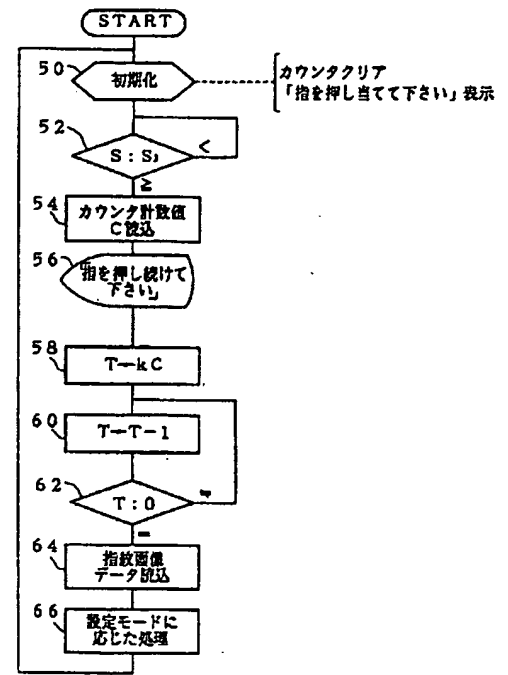 START
50
初期化
カウンタクリア
「指を押し当てて下さい」表示
52
S : S₁
<
≧
54
カウンタ計数値
C読込
56
「指を押し続けて
下さい」
58
T←kC
60
T←T−1
62
T : 0
≠
=
64
指紋画像
データ読込
66
設定モードに
応じた処理